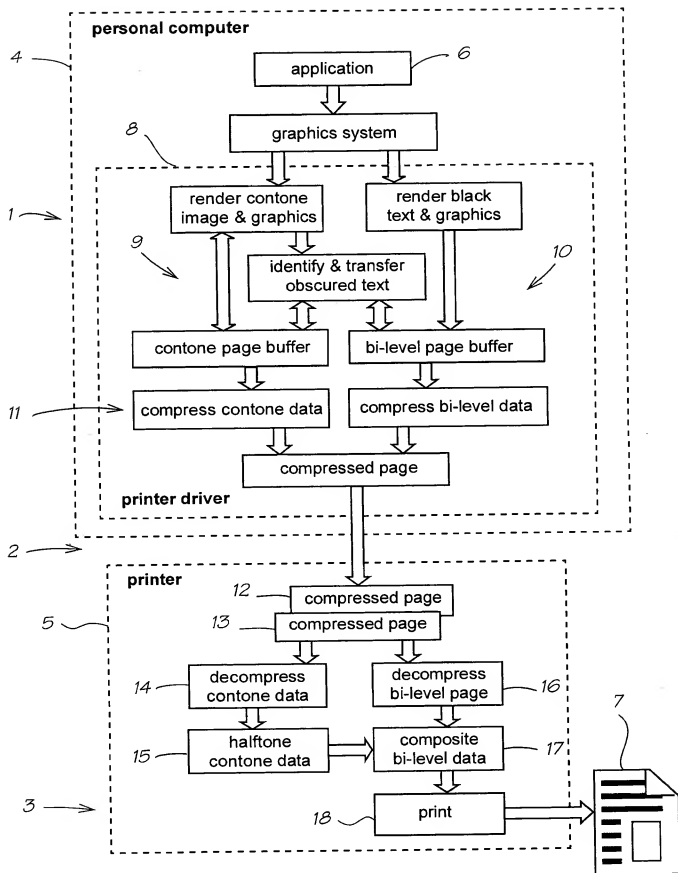 personal computer
4
application
6
graphics system
8
1
render contone
image & graphics
render black
text & graphics
9
identify & transfer
obscured text
10
contone page buffer
bi-level page buffer
11
compress contone data
compress bi-level data
compressed page
printer driver
2
printer
12
compressed page
13
compressed page
5
14
decompress
contone data
decompress
bi-level page
16
7
15
halftone
contone data
composite
bi-level data
17
3
18
print